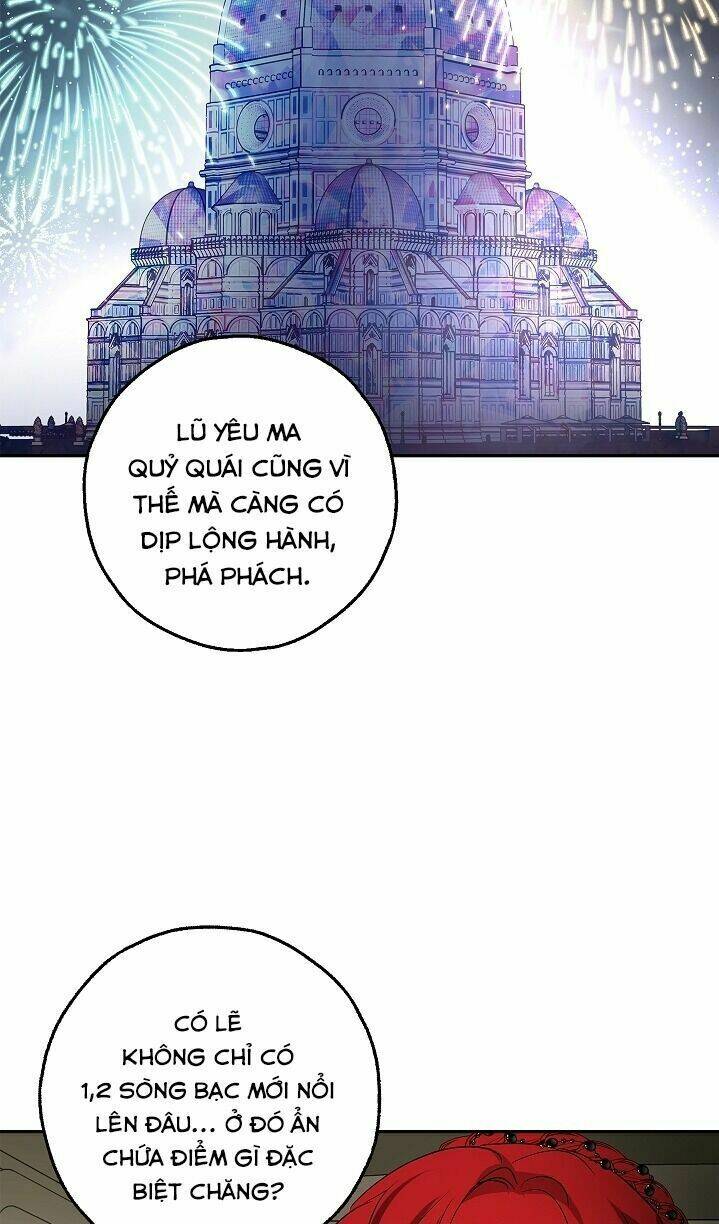 LŨ YÊU MA
QUỶ QUÁI CŨNG VÌ
THẾ MÀ CÀNG CÓ
DỊP LỘNG HÀNH,
PHÁ PHÁCH.
CÓ LẼ
KHÔNG CHỈ CÓ
1,2 SÒNG BẠC MỚI NỔI
LÊN ĐÂU... Ở ĐÓ ẨN
CHỨA ĐIỂM GÌ ĐẶC
BIỆT CHĂNG?